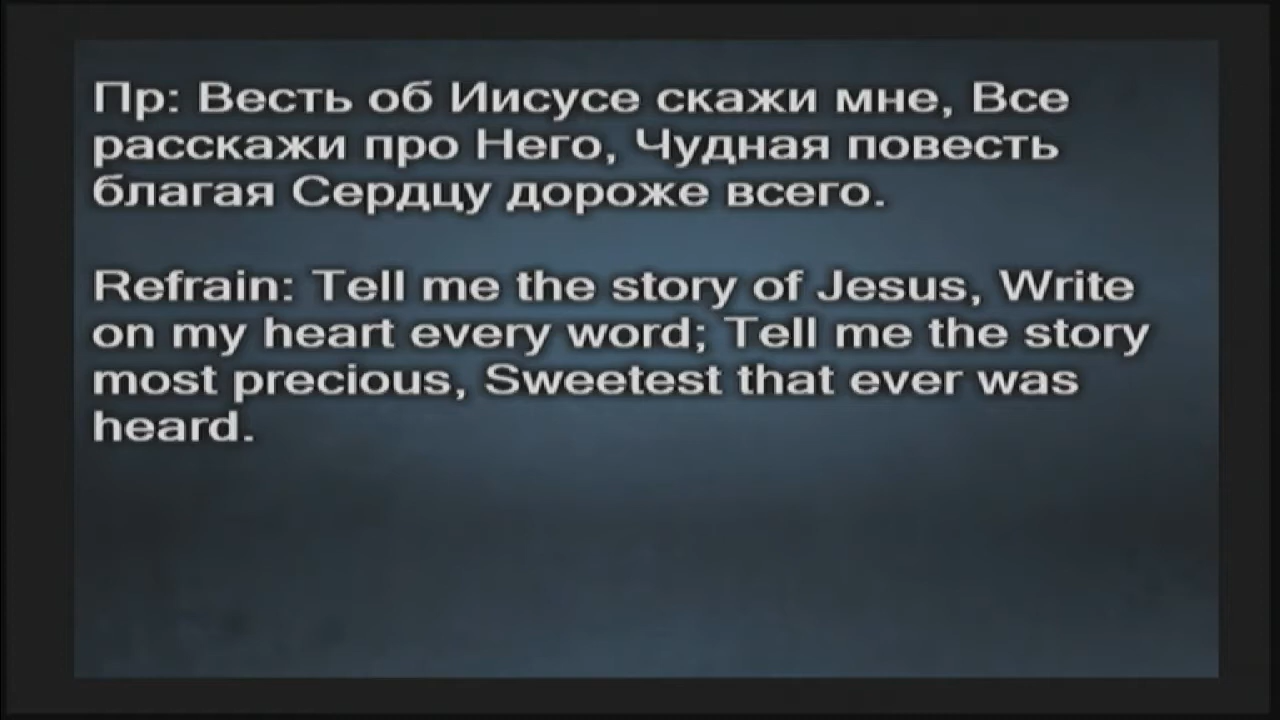 Пр: Весть об Иисусе скажи мне, Все
расскажи про Него, Чудная повесть
благая Сердцу дороже всего.
Refrain: Tell me the story of Jesus, Write
on my heart every word; Tell me the story
most precious, Sweetest that ever was
heard.